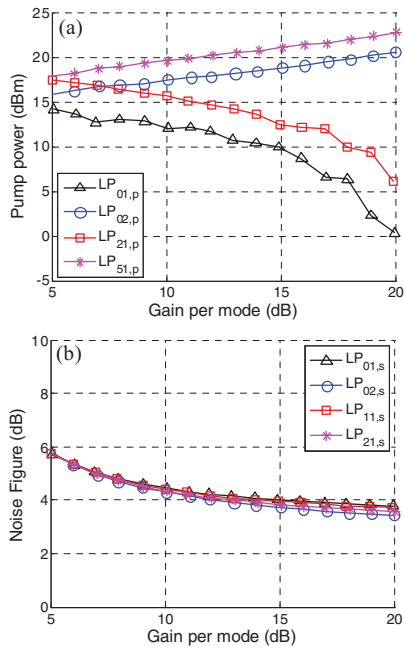 (a)
Pump power (dBm)
25
20
15
10
5
0
-5
LP01,p
LP02,p
LP21,p
LP51,p
5 10 15 20
Gain per mode (dB)
(b)
Noise Figure (dB)
10
8
6
4
2
0
LP01,s
LP02,s
LP11,s
LP21,s
5 10 15 20
Gain per mode (dB)